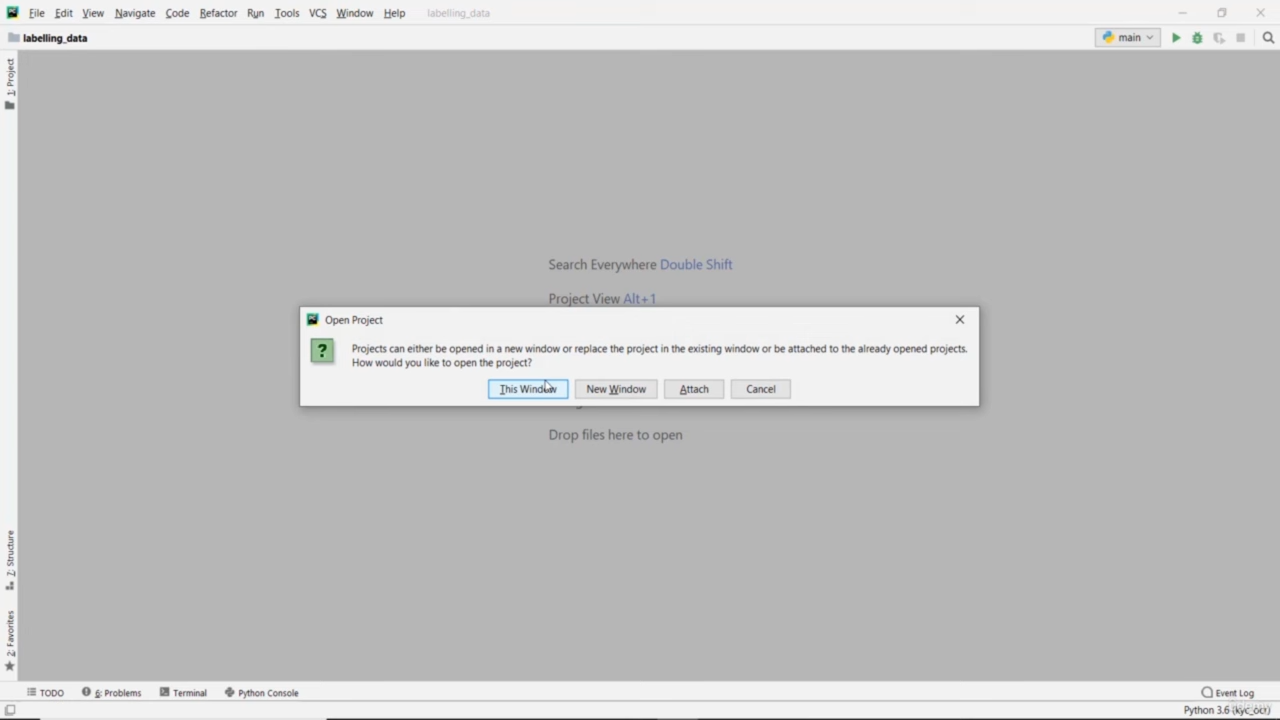 File Edit View Navigate Code Refactor Run Tools VCS Window Help labelling_data
labelling_data
main
1: Project
Search Everywhere Double Shift
Project View Alt+1
Open Project
Projects can either be opened in a new window or replace the project in the existing window or be attached to the already opened projects.
How would you like to open the project?
This Window New Window Attach Cancel
Drop files here to open
7: Structure
2: Favorites
TODO 6: Problems Terminal Python Console Event Log
Python 3.6 (kyc_ocr)